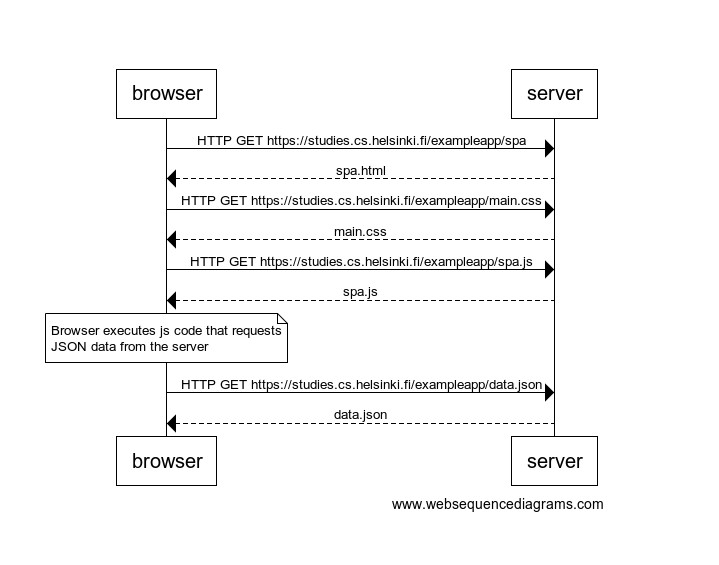 browser
server
HTTP GET https://studies.cs.helsinki.fi/exampleapp/spa
spa.html
HTTP GET https://studies.cs.helsinki.fi/exampleapp/main.css
main.css
HTTP GET https://studies.cs.helsinki.fi/exampleapp/spa.js
spa.js
Browser executes js code that requests
JSON data from the server
HTTP GET https://studies.cs.helsinki.fi/exampleapp/data.json
data.json
browser
server
www.websequencediagrams.com